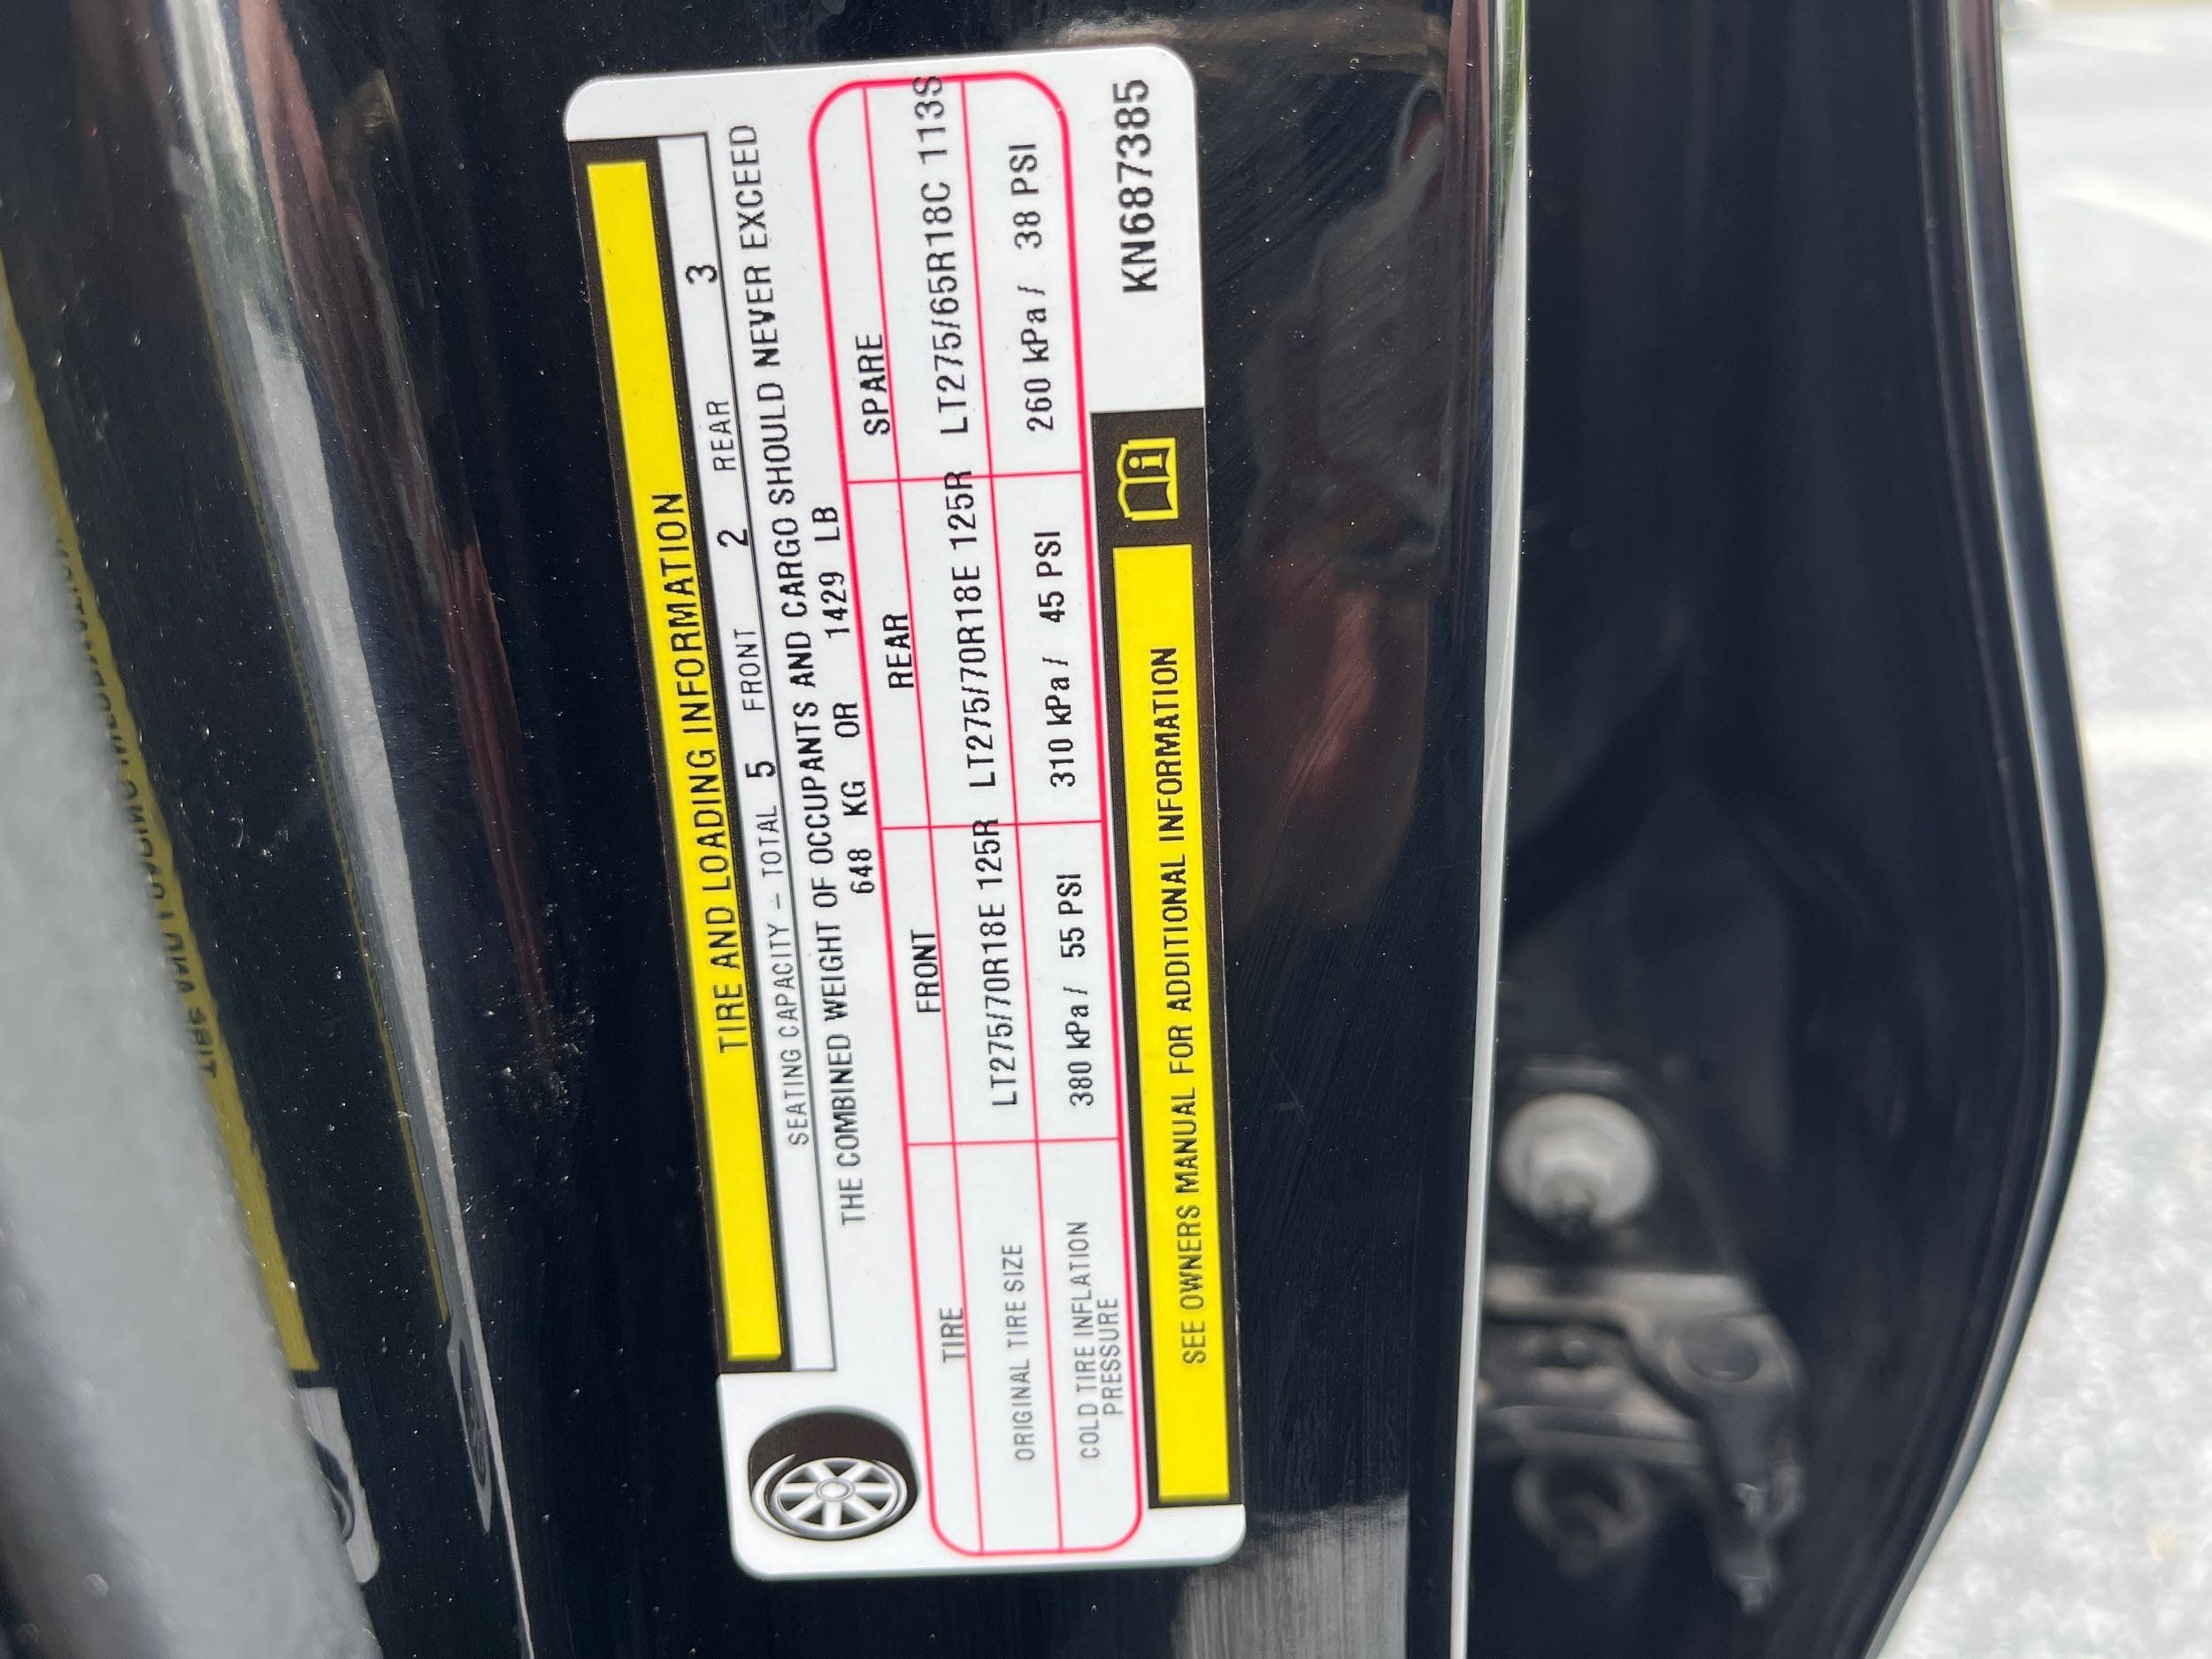 TIRE AND LOADING INFORMATION
SEATING CAPACITY – TOTAL 5 FRONT 2 REAR 3
THE COMBINED WEIGHT OF OCCUPANTS AND CARGO SHOULD NEVER EXCEED
648 KG OR 1429 LB
TIRE FRONT REAR SPARE
ORIGINAL TIRE SIZE LT275/70R18E 125R LT275/70R18E 125R LT275/65R18C 113S
COLD TIRE INFLATION PRESSURE 380 kPa / 55 PSI 310 kPa / 45 PSI 260 kPa / 38 PSI
SEE OWNERS MANUAL FOR ADDITIONAL INFORMATION
KN687385